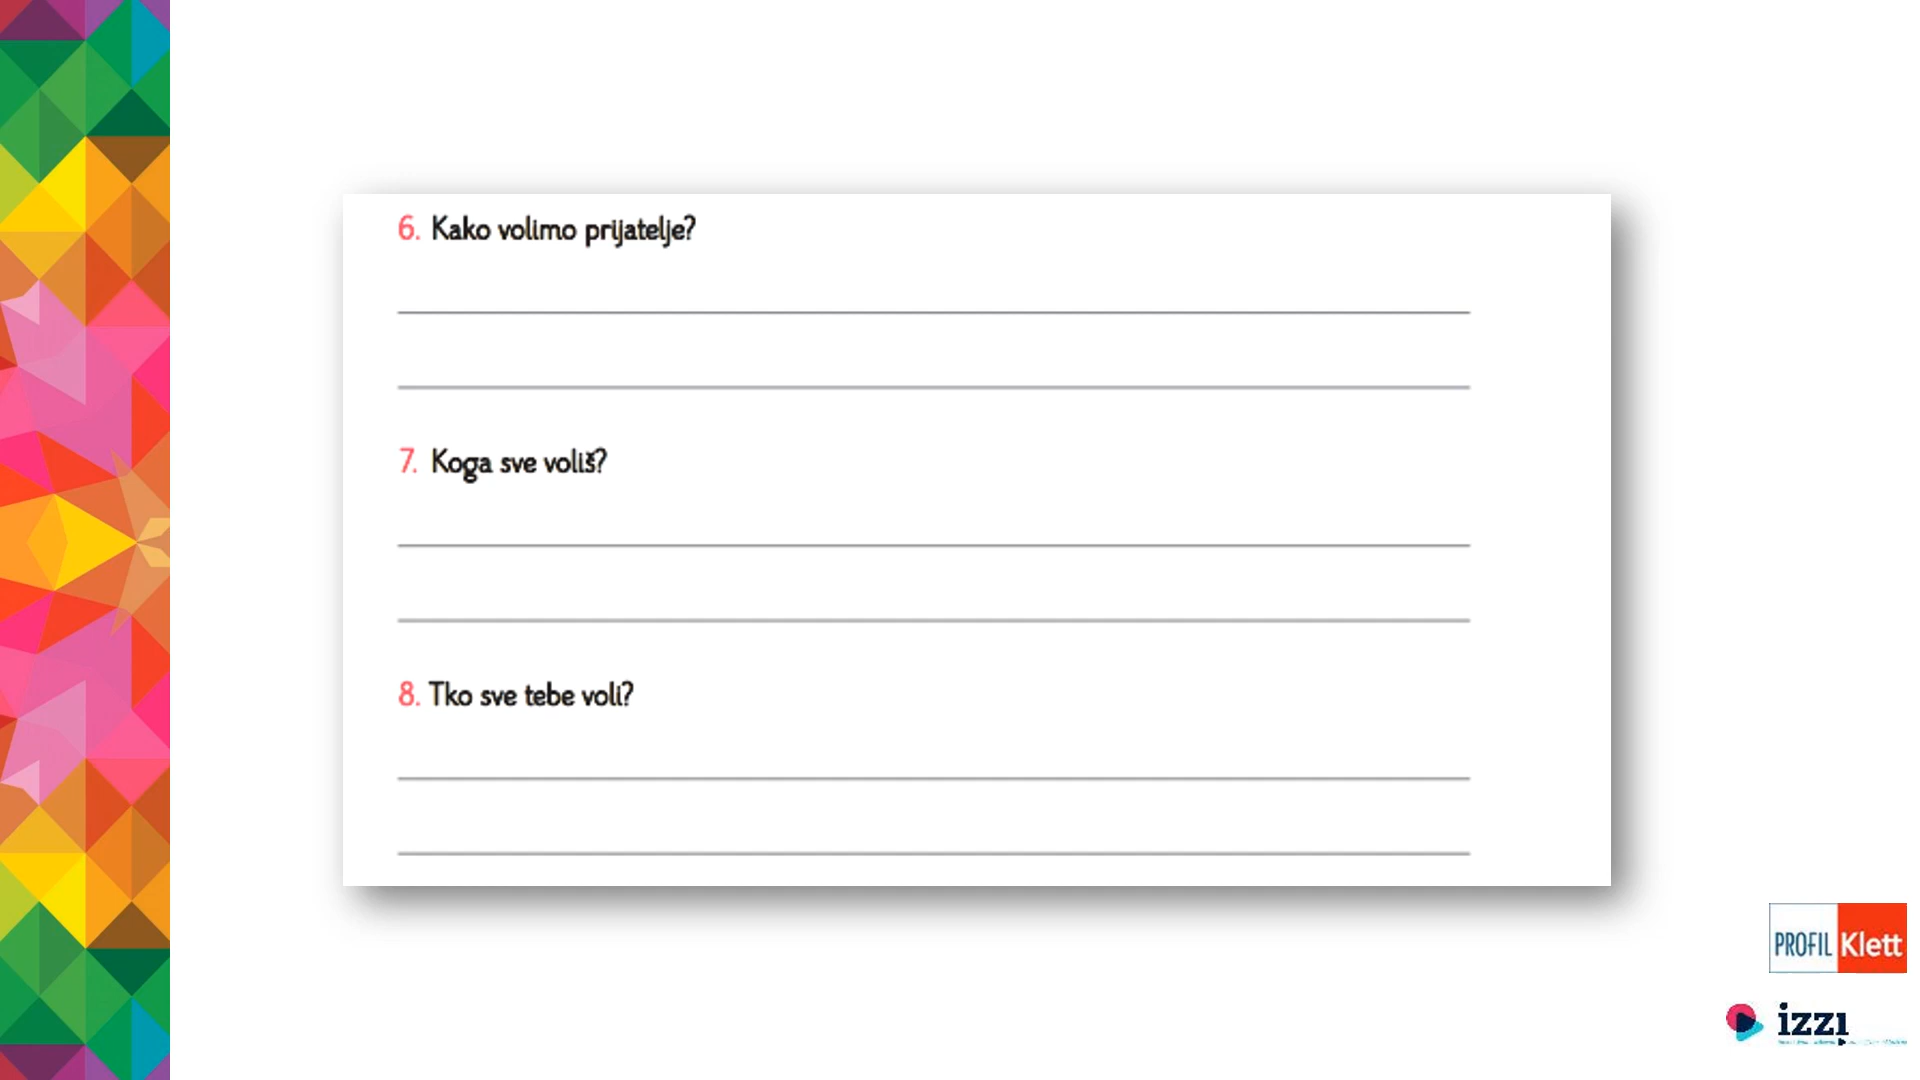 6. Kako volimo prijatelje?
7. Koga sve voliš?
8. Tko sve tebe voli?
PROFIL Klett
izzi